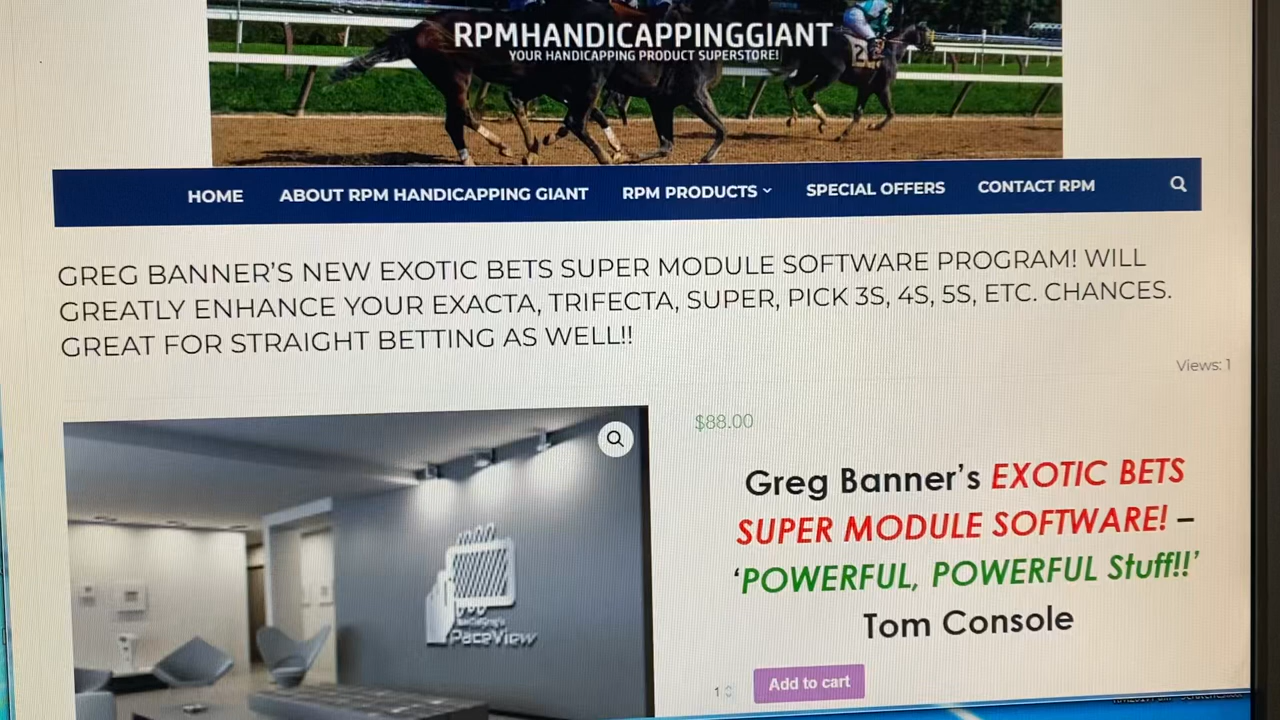 RPMHANDICAPPINGGIANT
YOUR HANDICAPPING PRODUCT SUPERSTORE!
2
HOME ABOUT RPM HANDICAPPING GIANT RPM PRODUCTS SPECIAL OFFERS CONTACT RPM
GREG BANNER’S NEW EXOTIC BETS SUPER MODULE SOFTWARE PROGRAM! WILL
GREATLY ENHANCE YOUR EXACTA, TRIFECTA, SUPER, PICK 3S, 4S, 5S, ETC. CHANCES.
GREAT FOR STRAIGHT BETTING AS WELL!!
Views: 1
$88.00
Greg Banner’s EXOTIC BETS
SUPER MODULE SOFTWARE! –
‘POWERFUL, POWERFUL Stuff!!’
Tom Console
PaceView
1 Add to cart